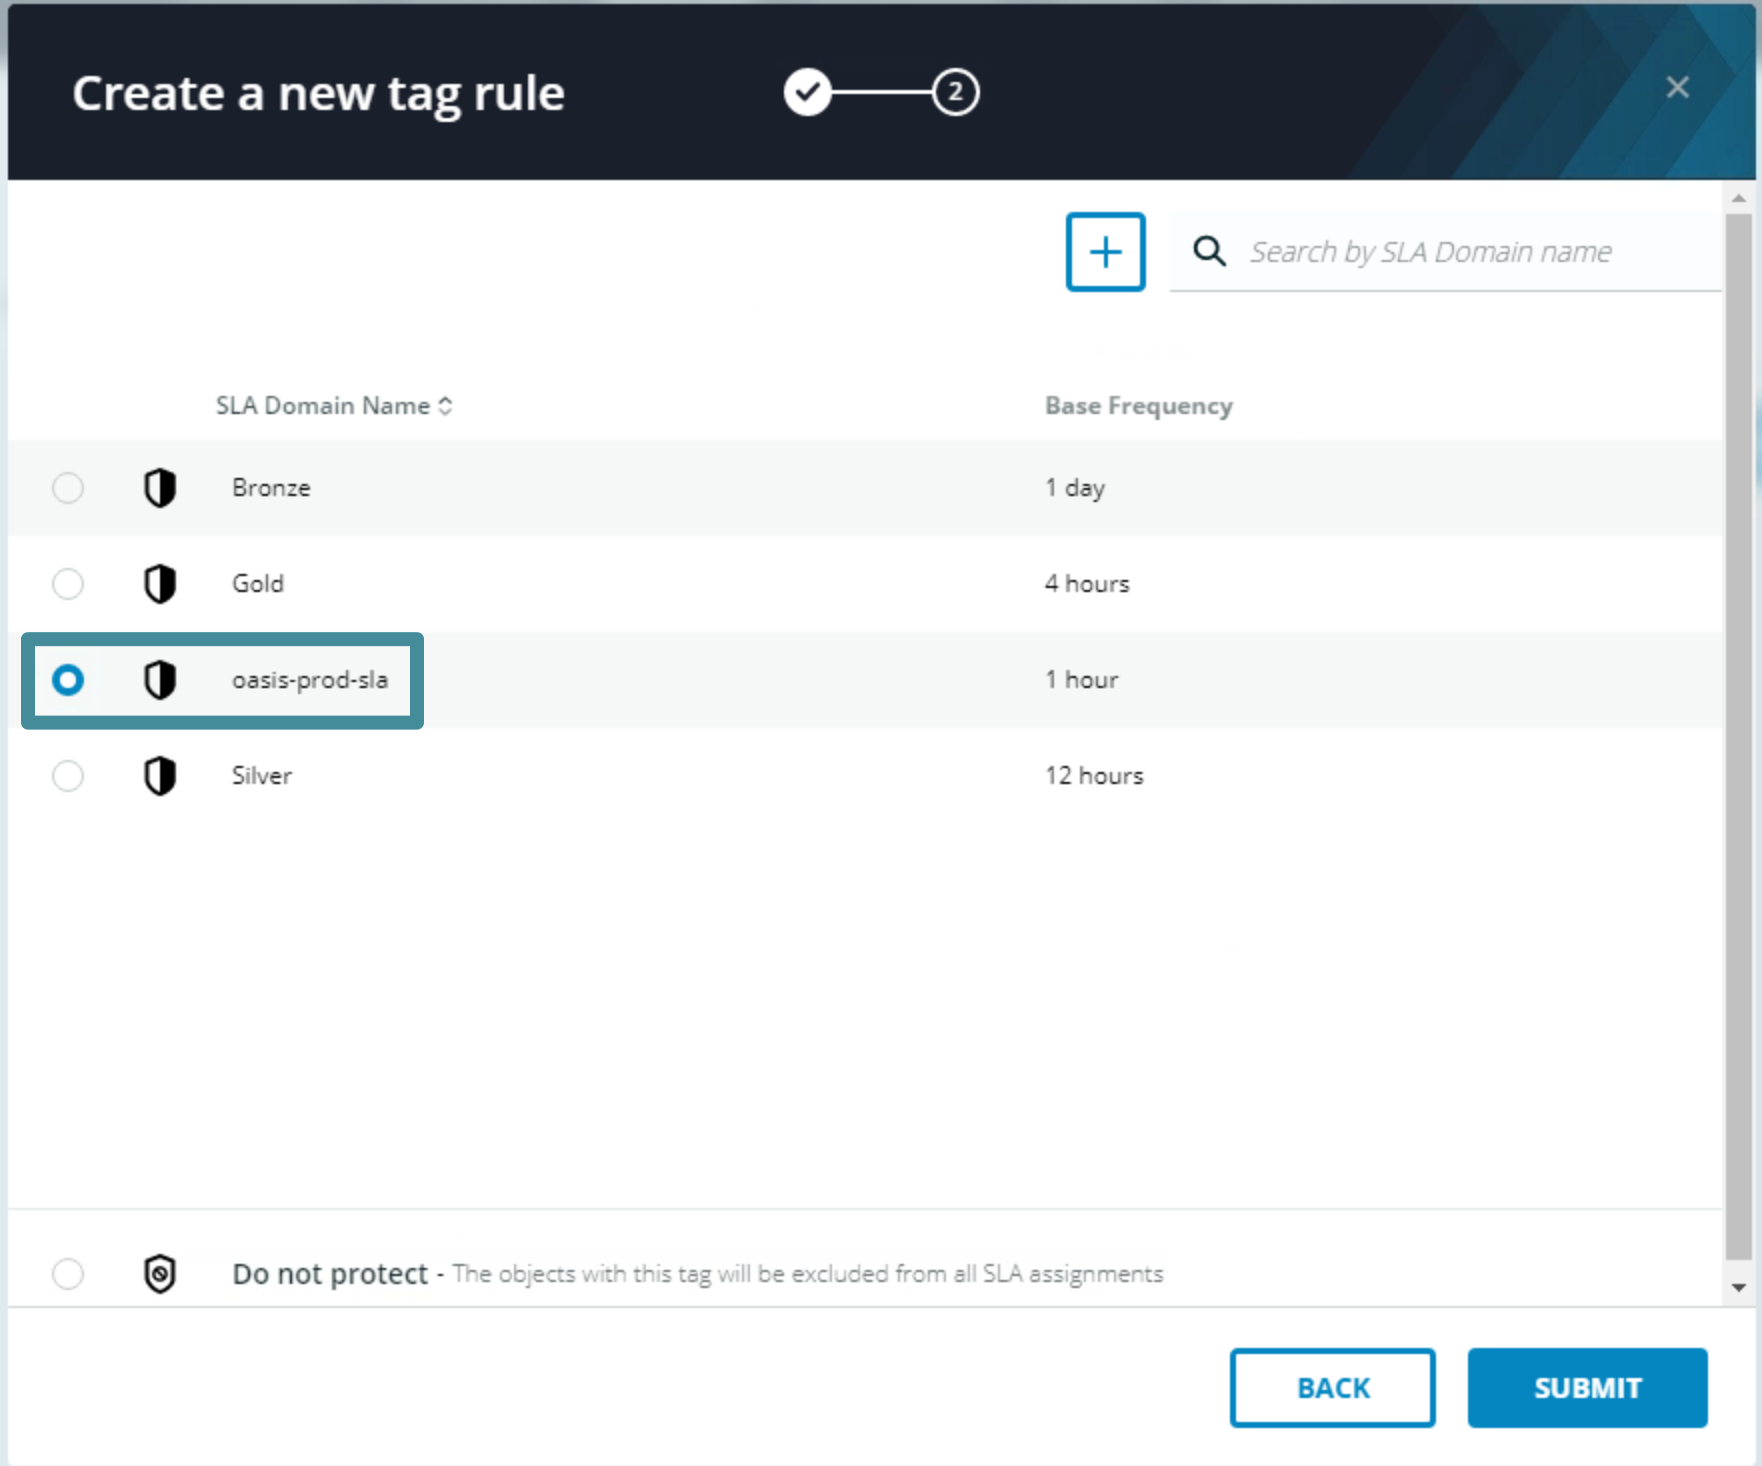 Create a new tag rule
2
Search by SLA Domain name
SLA Domain Name Base Frequency
Bronze 1 day
Gold 4 hours
oasis-prod-sla 1 hour
Silver 12 hours
Do not protect - The objects with this tag will be excluded from all SLA assignments
BACK SUBMIT